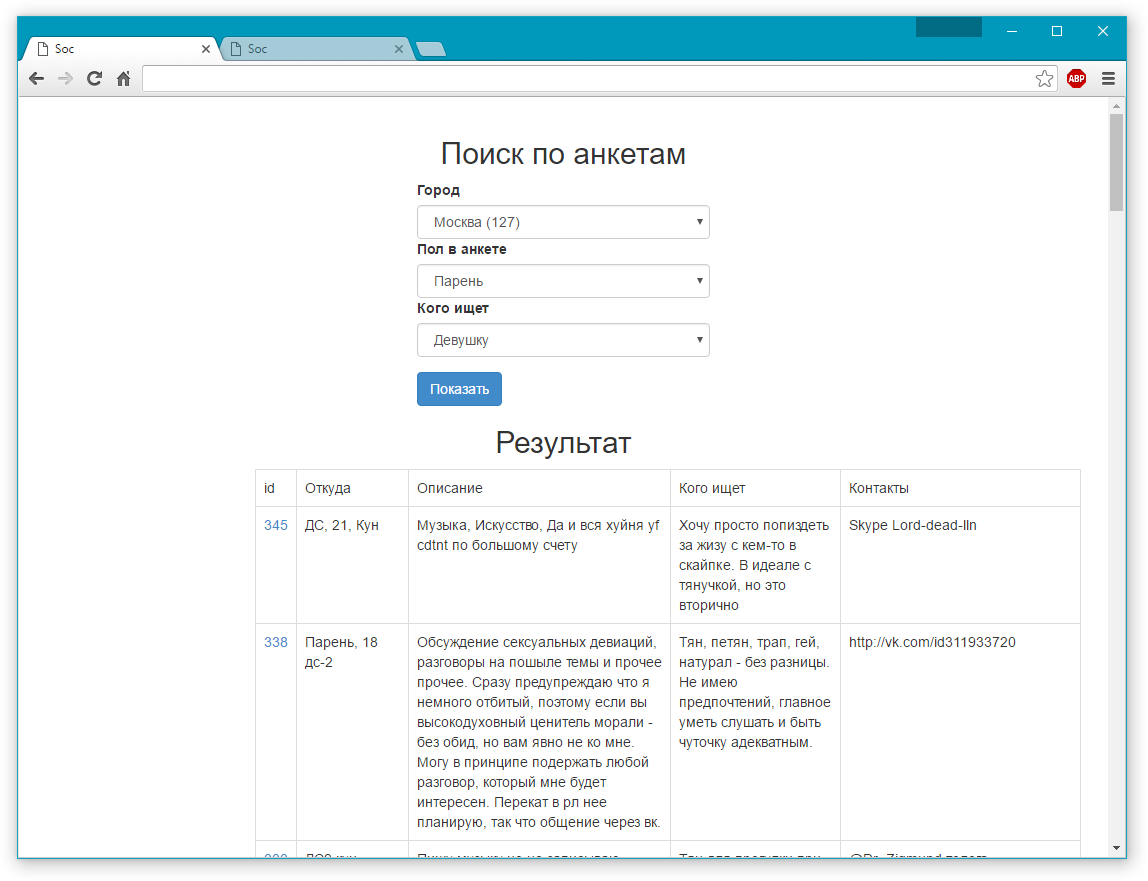 Soc
Soc
ABP
Поиск по анкетам
Город
Москва (127)
Пол в анкете
Парень
Кого ищет
Девушку
Показать
Результат
id Откуда Описание Кого ищет Контакты
345 ДС, 21, Кун Музыка, Искусство, Да и вся хуйня yf Хочу просто попиздеть Skype Lord-dead-lIn
cdtnt по большому счету за жизу с кем-то в
скайпке. В идеале с
тянучкой, но это
вторично
338 Парень, 18 Обсуждение сексуальных девиаций, Тян, петян, трап, гей, http://vk.com/id311933720
дс-2 разговоры на пошыле темы и прочее натурал - без разницы.
прочее. Сразу предупреждаю что я Не имею
немного отбитый, поэтому если вы предпочтений, главное
высокодуховный ценитель морали - уметь слушать и быть
без обид, но вам явно не ко мне. чуточку адекватным.
Могу в принципе подержать любой
разговор, который мне будет
интересен. Перекат в рл нее
планирую, так что общение через вк.